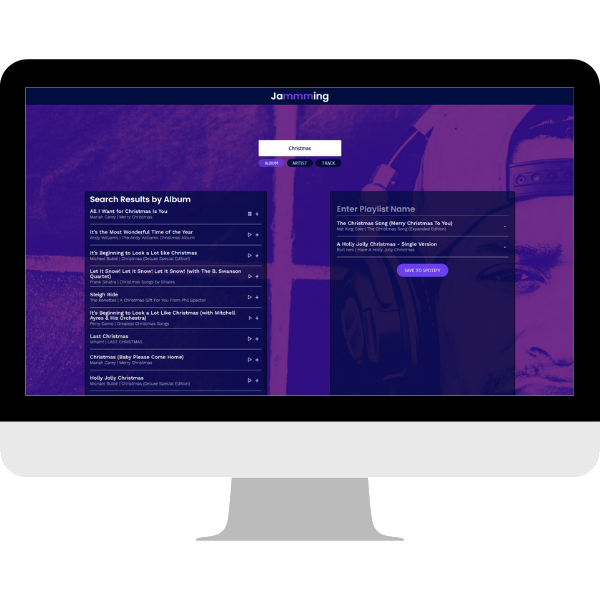 Jammming
Christmas
ALBUM
ARTIST
TRACK
Search Results by Album
All I Want for Christmas Is You
Mariah Carey | Merry Christmas
It's the Most Wonderful Time of the Year
Andy Williams | The Andy Williams Christmas Album
It's Beginning to Look a Lot like Christmas
Michael Bublé | Christmas (Deluxe Special Edition)
Let It Snow! Let It Snow! Let It Snow! (with The B. Swanson
Quartet)
Frank Sinatra | Christmas Songs by Sinatra
Sleigh Ride
The Ronettes | A Christmas Gift For You From Phil Spector
It's Beginning to Look a Lot Like Christmas (with Mitchell
Ayres & His Orchestra)
Perry Como | Greatest Christmas Songs
Last Christmas
Wham! | LAST CHRISTMAS
Christmas (Baby Please Come Home)
Mariah Carey | Merry Christmas
Holly Jolly Christmas
Michael Bublé | Christmas (Deluxe Special Edition)
Enter Playlist Name
The Christmas Song (Merry Christmas To You)
Nat King Cole | The Christmas Song (Expanded Edition)
A Holly Jolly Christmas - Single Version
Burl Ives | Have A Holly Jolly Christmas
SAVE TO SPOTIFY